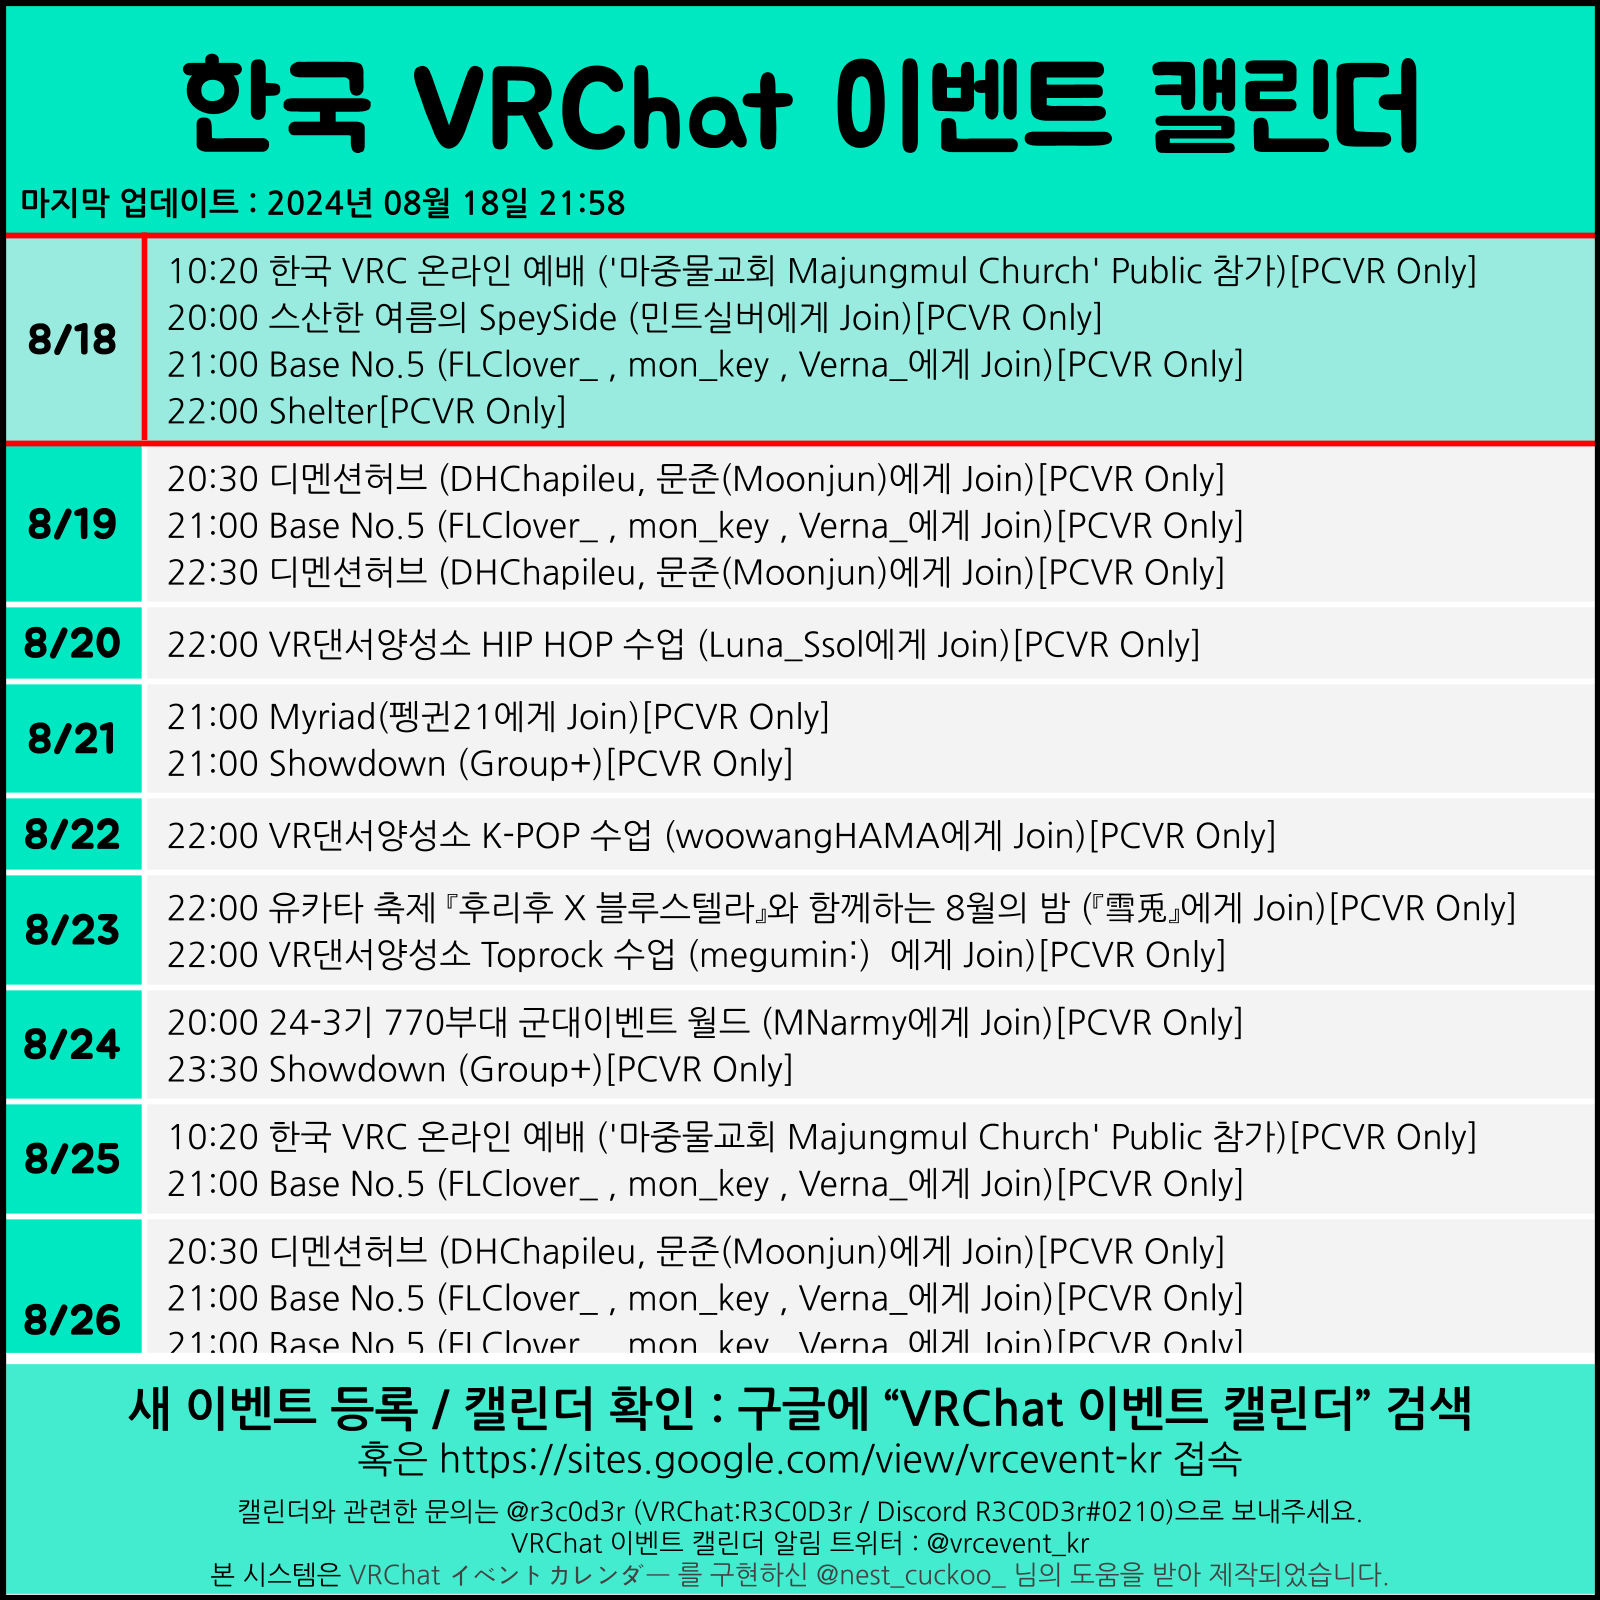 한국 VRChat 이벤트 캘린더
마지막 업데이트 : 2024년 08월 18일 21:58
8/18
10:20 한국 VRC 온라인 예배 ('마중물교회 Majungmul Church' Public 참가)[PCVR Only]
20:00 스산한 여름의 SpeySide (민트실버에게 Join)[PCVR Only]
21:00 Base No.5 (FLClover_ , mon_key , Verna_에게 Join)[PCVR Only]
22:00 Shelter[PCVR Only]
8/19
20:30 디멘션허브 (DHChapileu, 문준(Moonjun)에게 Join)[PCVR Only]
21:00 Base No.5 (FLClover_ , mon_key , Verna_에게 Join)[PCVR Only]
22:30 디멘션허브 (DHChapileu, 문준(Moonjun)에게 Join)[PCVR Only]
8/20
22:00 VR댄서양성소 HIP HOP 수업 (Luna_Ssol에게 Join)[PCVR Only]
8/21
21:00 Myriad(펭귄21에게 Join)[PCVR Only]
21:00 Showdown (Group+)[PCVR Only]
8/22
22:00 VR댄서양성소 K-POP 수업 (woowangHAMA에게 Join)[PCVR Only]
8/23
22:00 유카타 축제 『후리후 X 블루스텔라』와 함께하는 8월의 밤 (『雪兎』에게 Join)[PCVR Only]
22:00 VR댄서양성소 Toprock 수업 (megumin:)  에게 Join)[PCVR Only]
8/24
20:00 24-3기 770부대 군대이벤트 월드 (MNarmy에게 Join)[PCVR Only]
23:30 Showdown (Group+)[PCVR Only]
8/25
10:20 한국 VRC 온라인 예배 ('마중물교회 Majungmul Church' Public 참가)[PCVR Only]
21:00 Base No.5 (FLClover_ , mon_key , Verna_에게 Join)[PCVR Only]
8/26
20:30 디멘션허브 (DHChapileu, 문준(Moonjun)에게 Join)[PCVR Only]
21:00 Base No.5 (FLClover_ , mon_key , Verna_에게 Join)[PCVR Only]
21:00 Base No.5 (FLClover_ , mon_key , Verna_에게 Join)[PCVR Only]
새 이벤트 등록 / 캘린더 확인 : 구글에 “VRChat 이벤트 캘린더” 검색
혹은 https://sites.google.com/view/vrcevent-kr 접속
캘린더와 관련한 문의는 @r3c0d3r (VRChat:R3C0D3r / Discord R3C0D3r#0210)으로 보내주세요.
VRChat 이벤트 캘린더 알림 트위터 : @vrcevent_kr
본 시스템은 VRChat イベントカレンダー 를 구현하신 @nest_cuckoo_ 님의 도움을 받아 제작되었습니다.